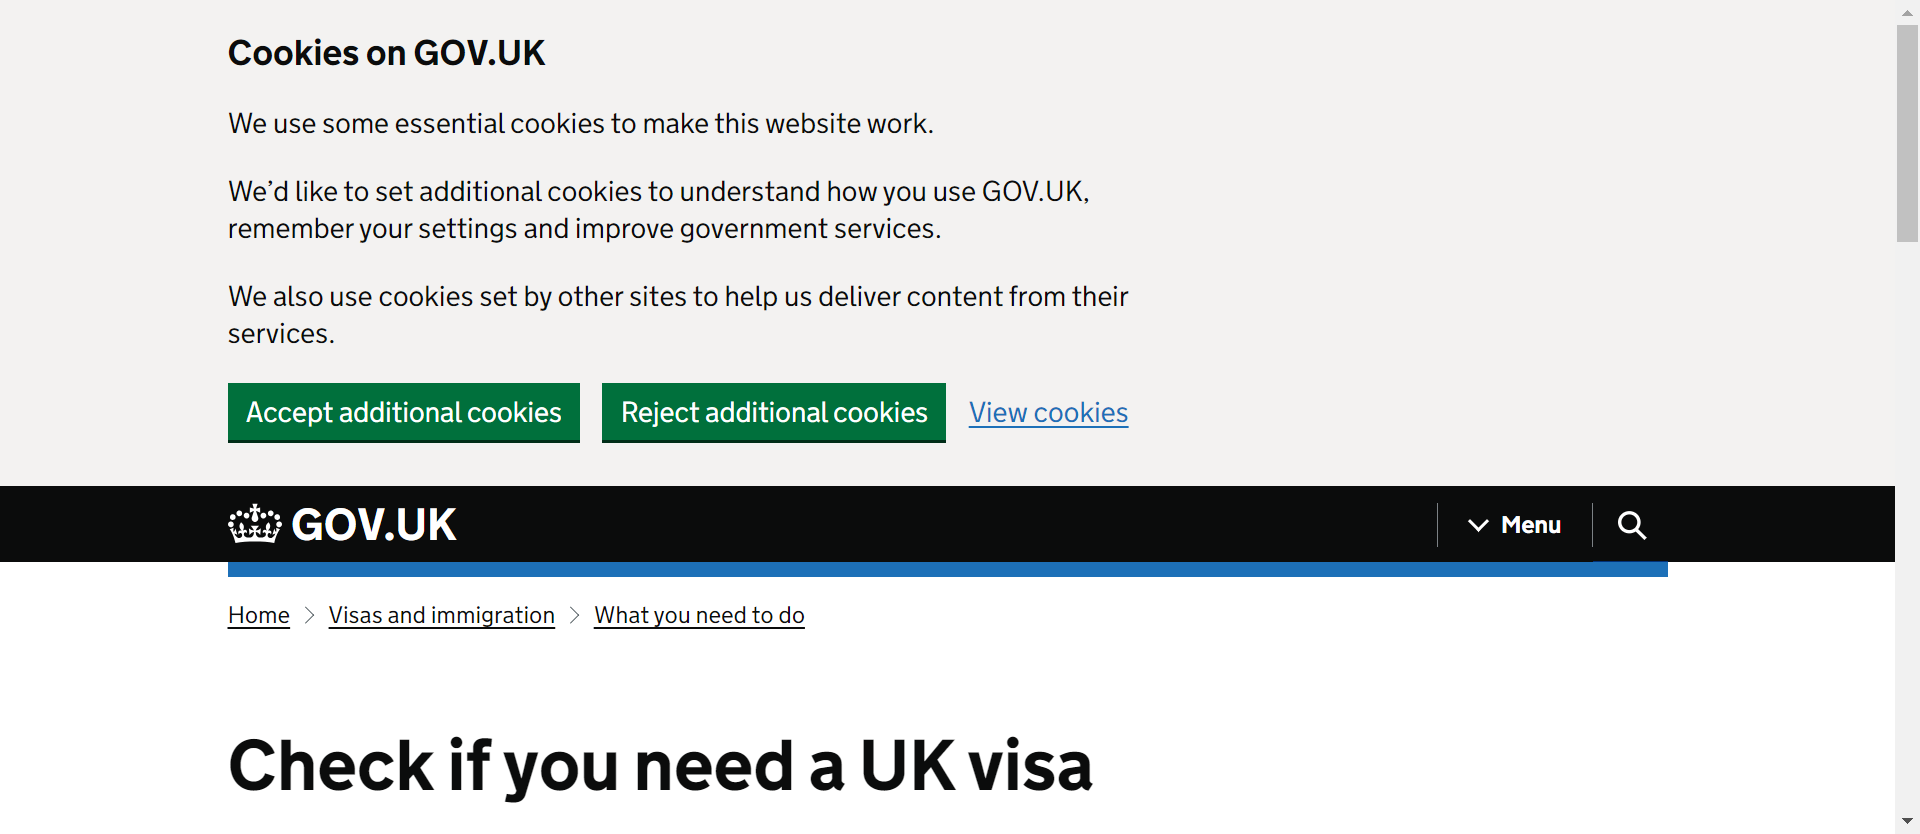 Cookies on GOV.UK
We use some essential cookies to make this website work.
We’d like to set additional cookies to understand how you use GOV.UK,
remember your settings and improve government services.
We also use cookies set by other sites to help us deliver content from their
services.
Accept additional cookies
Reject additional cookies
View cookies
GOV.UK
Menu
Home
Visas and immigration
What you need to do
Check if you need a UK visa